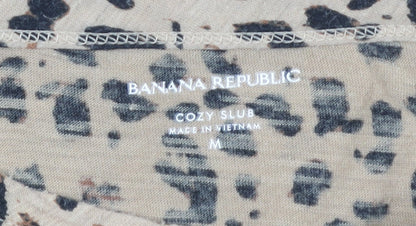 BANANA REPUBLIC
COZY SLUB
MADE IN VIETNAM
M